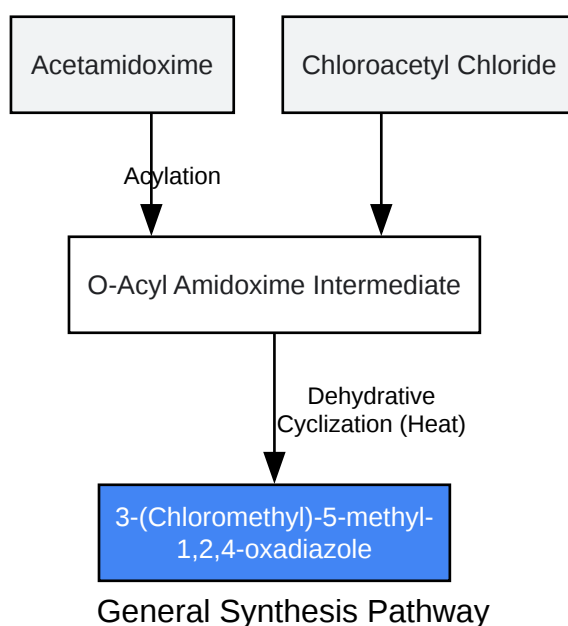 Acetamidoxime
Chloroacetyl Chloride
Acylation
O-Acyl Amidoxime Intermediate
Dehydrative
Cyclization (Heat)
3-(Chloromethyl)-5-methyl-
1,2,4-oxadiazole
General Synthesis Pathway